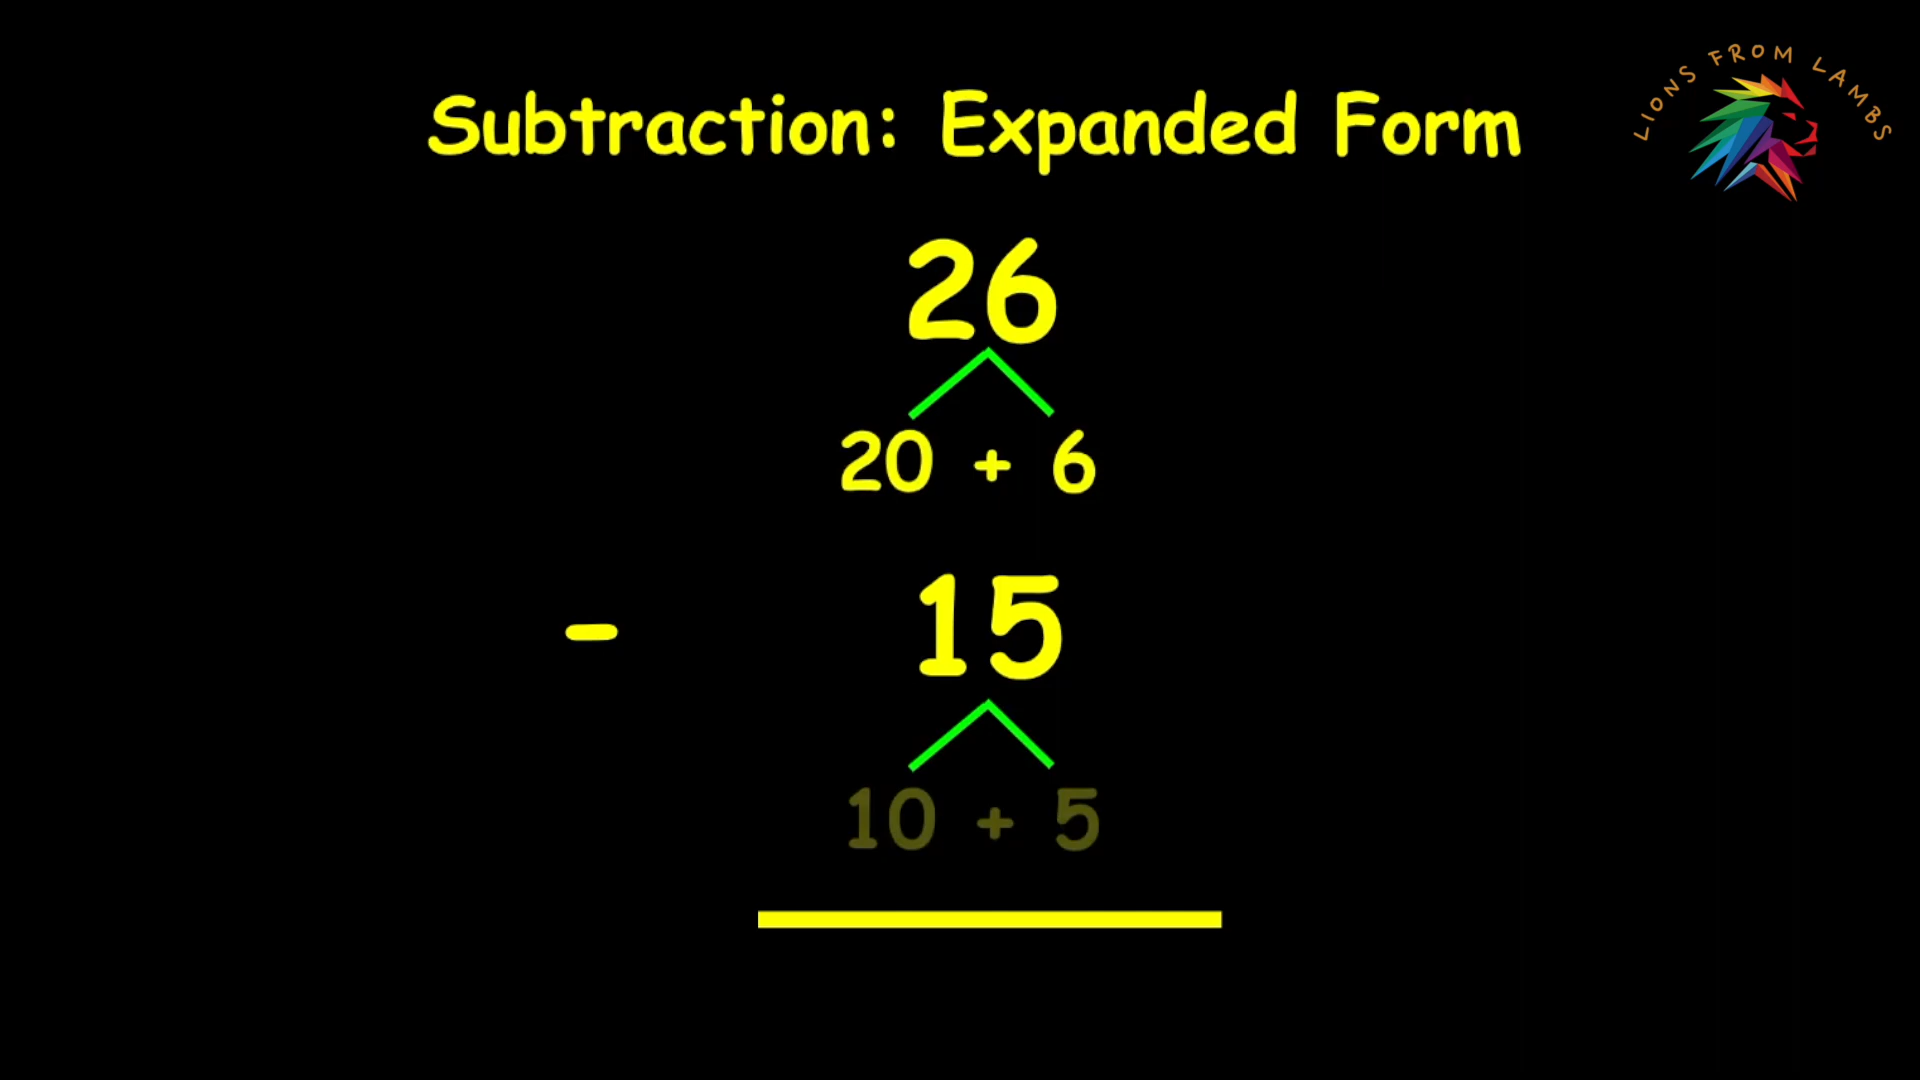 LIONS FROM LAMBS
Subtraction: Expanded Form
26
20 + 6
- 15
10 + 5